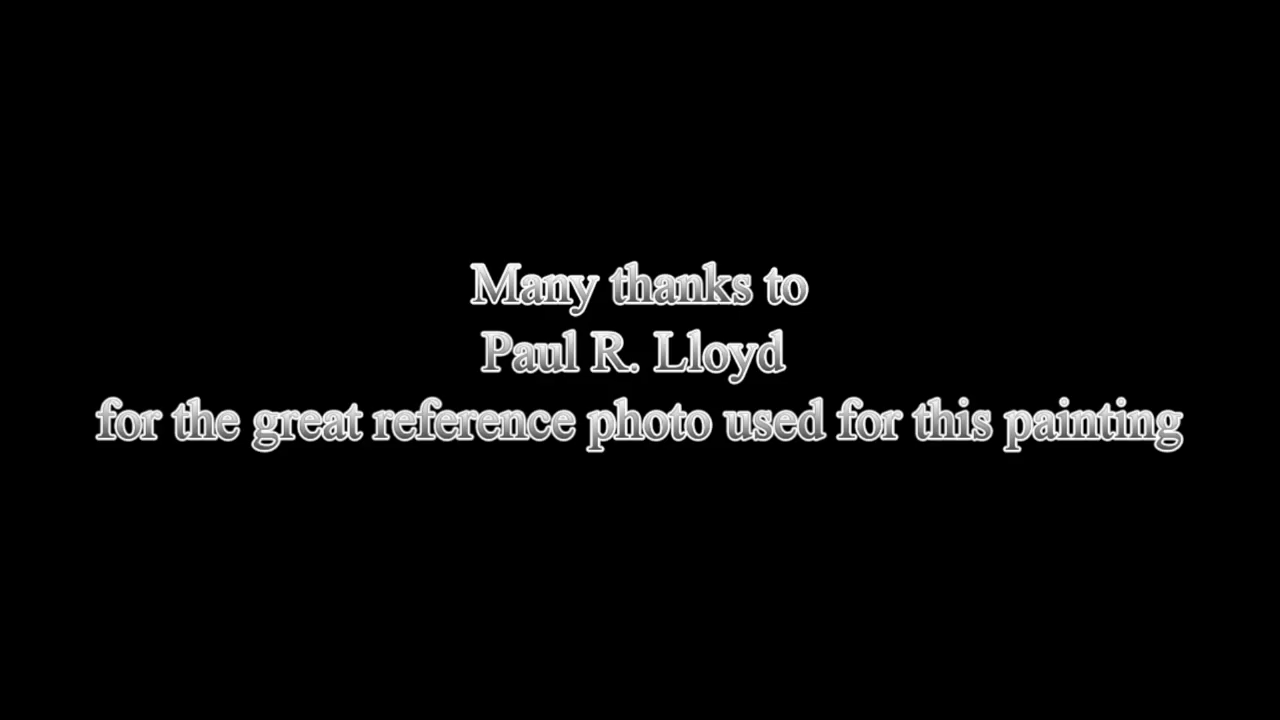 Many thanks to
Paul R. Lloyd
for the great reference photo used for this painting